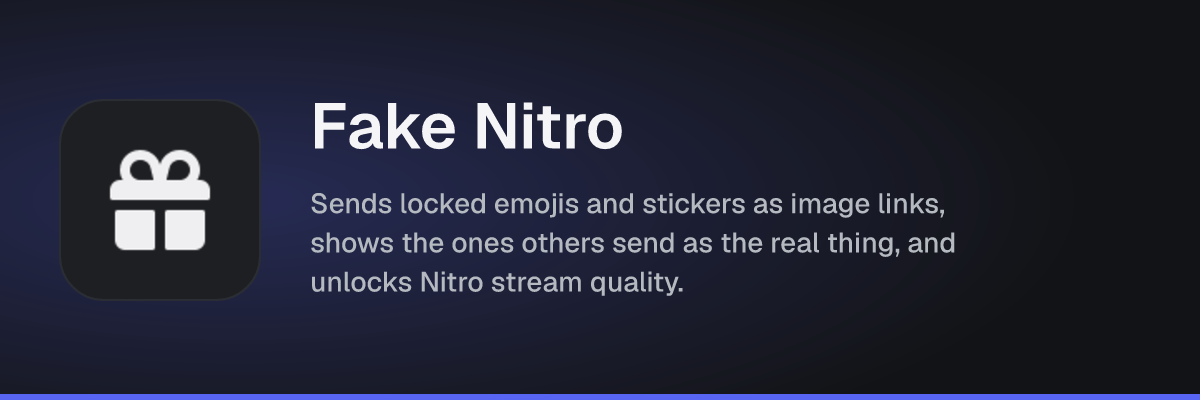 Fake Nitro
Sends locked emojis and stickers as image links,
shows the ones others send as the real thing, and
unlocks Nitro stream quality.